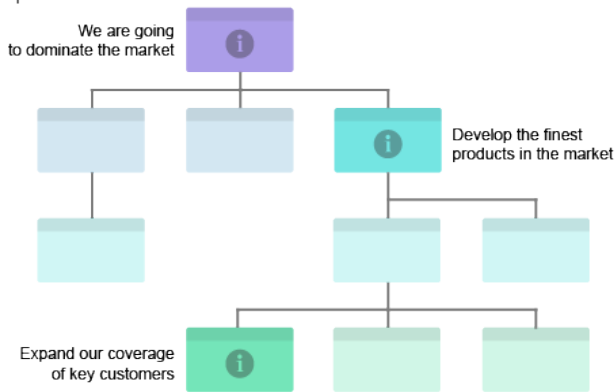 We are going
to dominate the market
i
Develop the finest
products in the market
i
Expand our coverage
of key customers
i